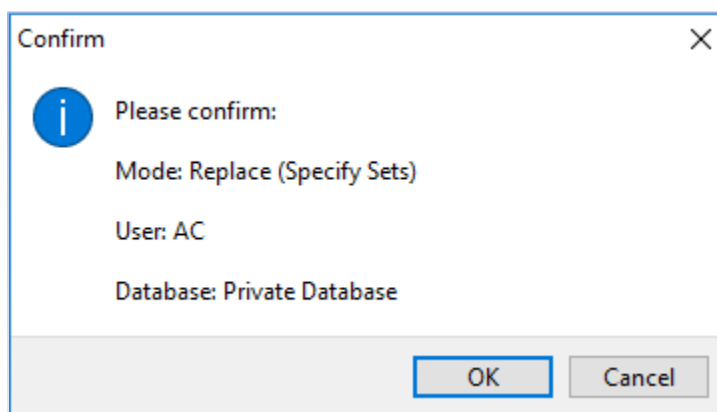 Confirm
Please confirm:
Mode: Replace (Specify Sets)
User: AC
Database: Private Database
OK
Cancel